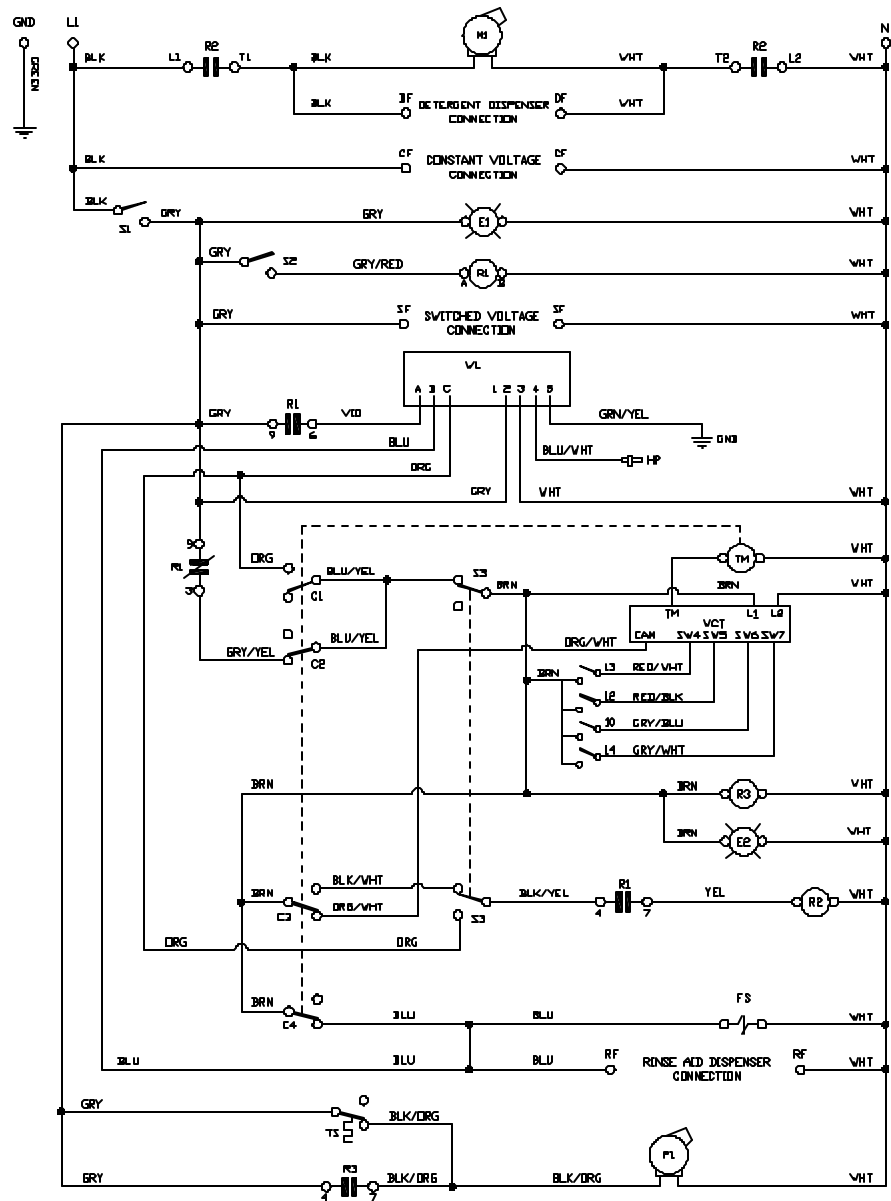 GND L1 N
GREEN
BLK L1 R2 T1 BLK M1 WHT T2 R2 L2 WHT
BLK DF DETERGENT DISPENSER DF WHT
CONNECTION
BLK CF CONSTANT VOLTAGE CF WHT
CONNECTION
BLK GRY GRY E1 WHT
S1
GRY S2 GRY/RED R1 WHT
A B
GRY SF SWITCHED VOLTAGE SF WHT
CONNECTION
WL
A B C 1 2 3 4 5
GRY R1 VIO GRN/YEL
9 6
BLU GND
BLU/WHT HP
ORG
GRY WHT WHT
9 R1 3
ORG BLU/YEL S3 BRN TM WHT
C1 BRN WHT
TM L1 L2
VCT
CAM SW4 SW5 SW6 SW7
GRY/YEL BLU/YEL ORG/WHT
C2
BRN 13 RED/WHT
12 RED/BLK
10 GRY/BLU
14 GRY/WHT
BRN BRN R3 WHT
BRN E2 WHT
BLK/WHT
BRN ORG/WHT BLK/YEL R1 YEL R2 WHT
C3 S3 4 7
ORG ORG
BRN FS
C4 BLU BLU WHT
BLU BLU BLU RF RINSE AID DISPENSER RF WHT
CONNECTION
GRY BLK/ORG
TS
GRY R3 BLK/ORG BLK/ORG P1 WHT
4 7